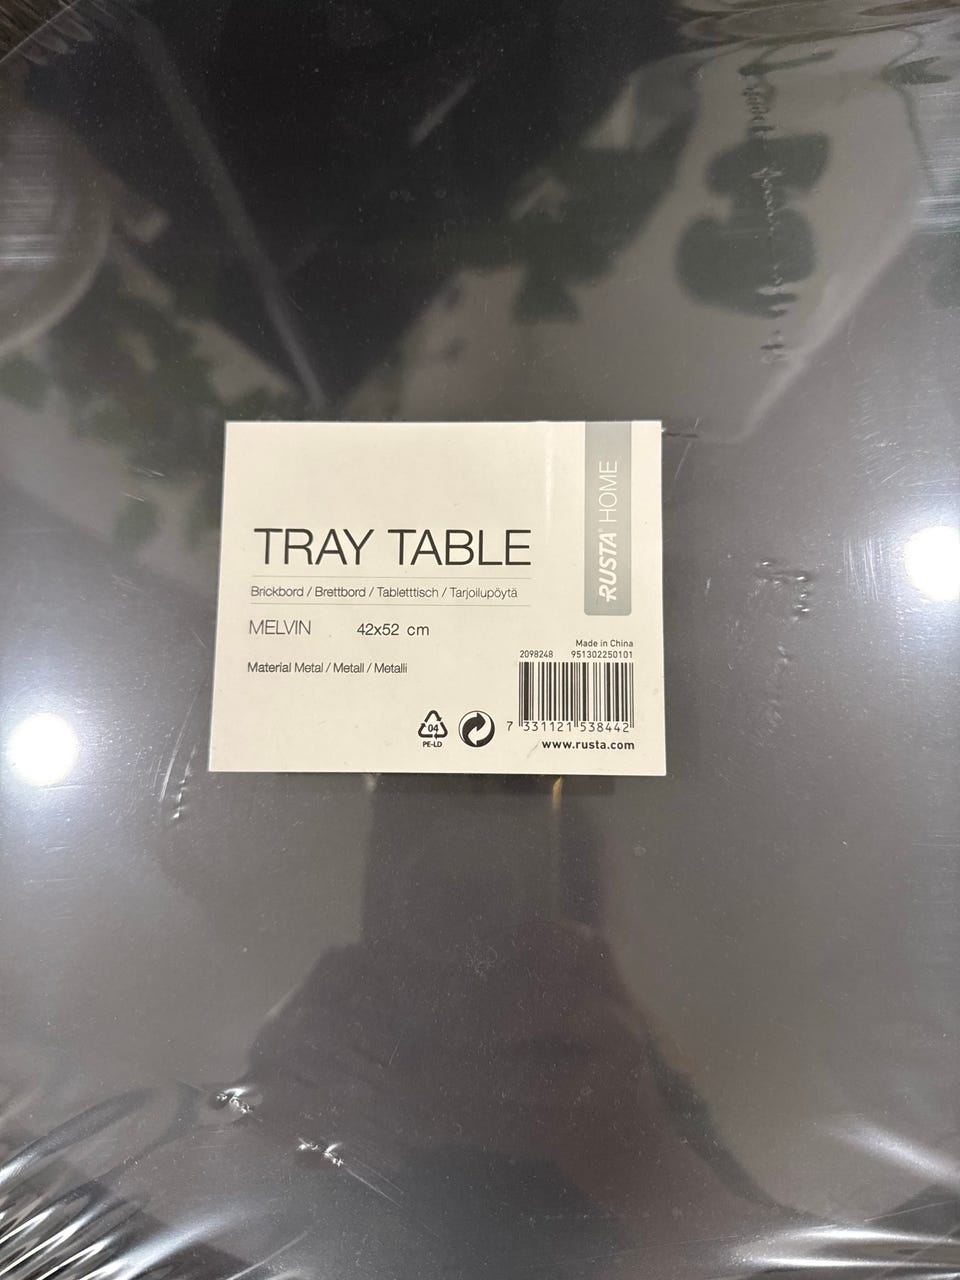 RUSTA® HOME
TRAY TABLE
Brickbord / Brettbord / Tabletttisch / Tarjoilupöytä
MELVIN 42x52 cm
Material Metal / Metall / Metalli
Made in China
2098248 951302250101
7 331121 538442
04
PE-LD
www.rusta.com